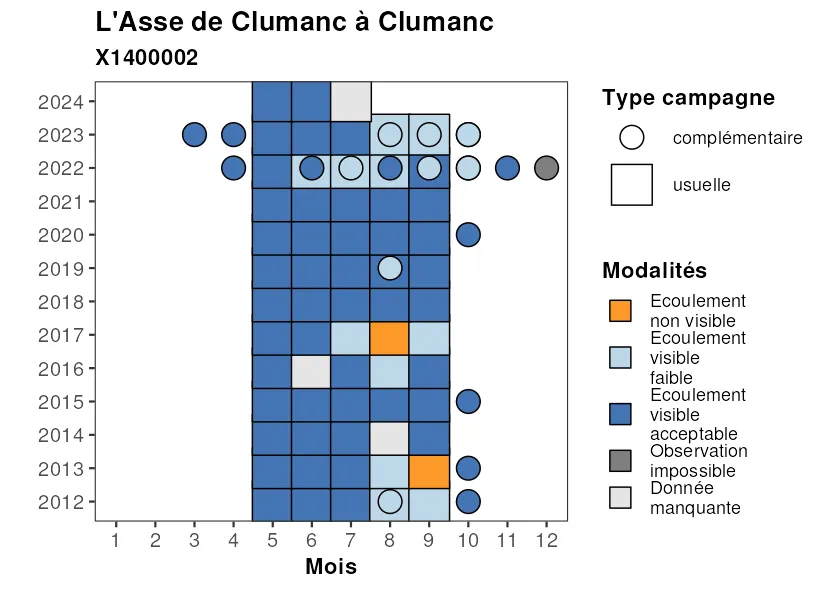 L'Asse de Clumanc à Clumanc
X1400002
2024
2023
2022
2021
2020
2019
2018
2017
2016
2015
2014
2013
2012
1 2 3 4 5 6 7 8 9 10 11 12
Mois
Type campagne
complémentaire
usuelle
Modalités
Ecoulement
non visible
Ecoulement
visible
faible
Ecoulement
visible
acceptable
Observation
impossible
Donnée
manquante